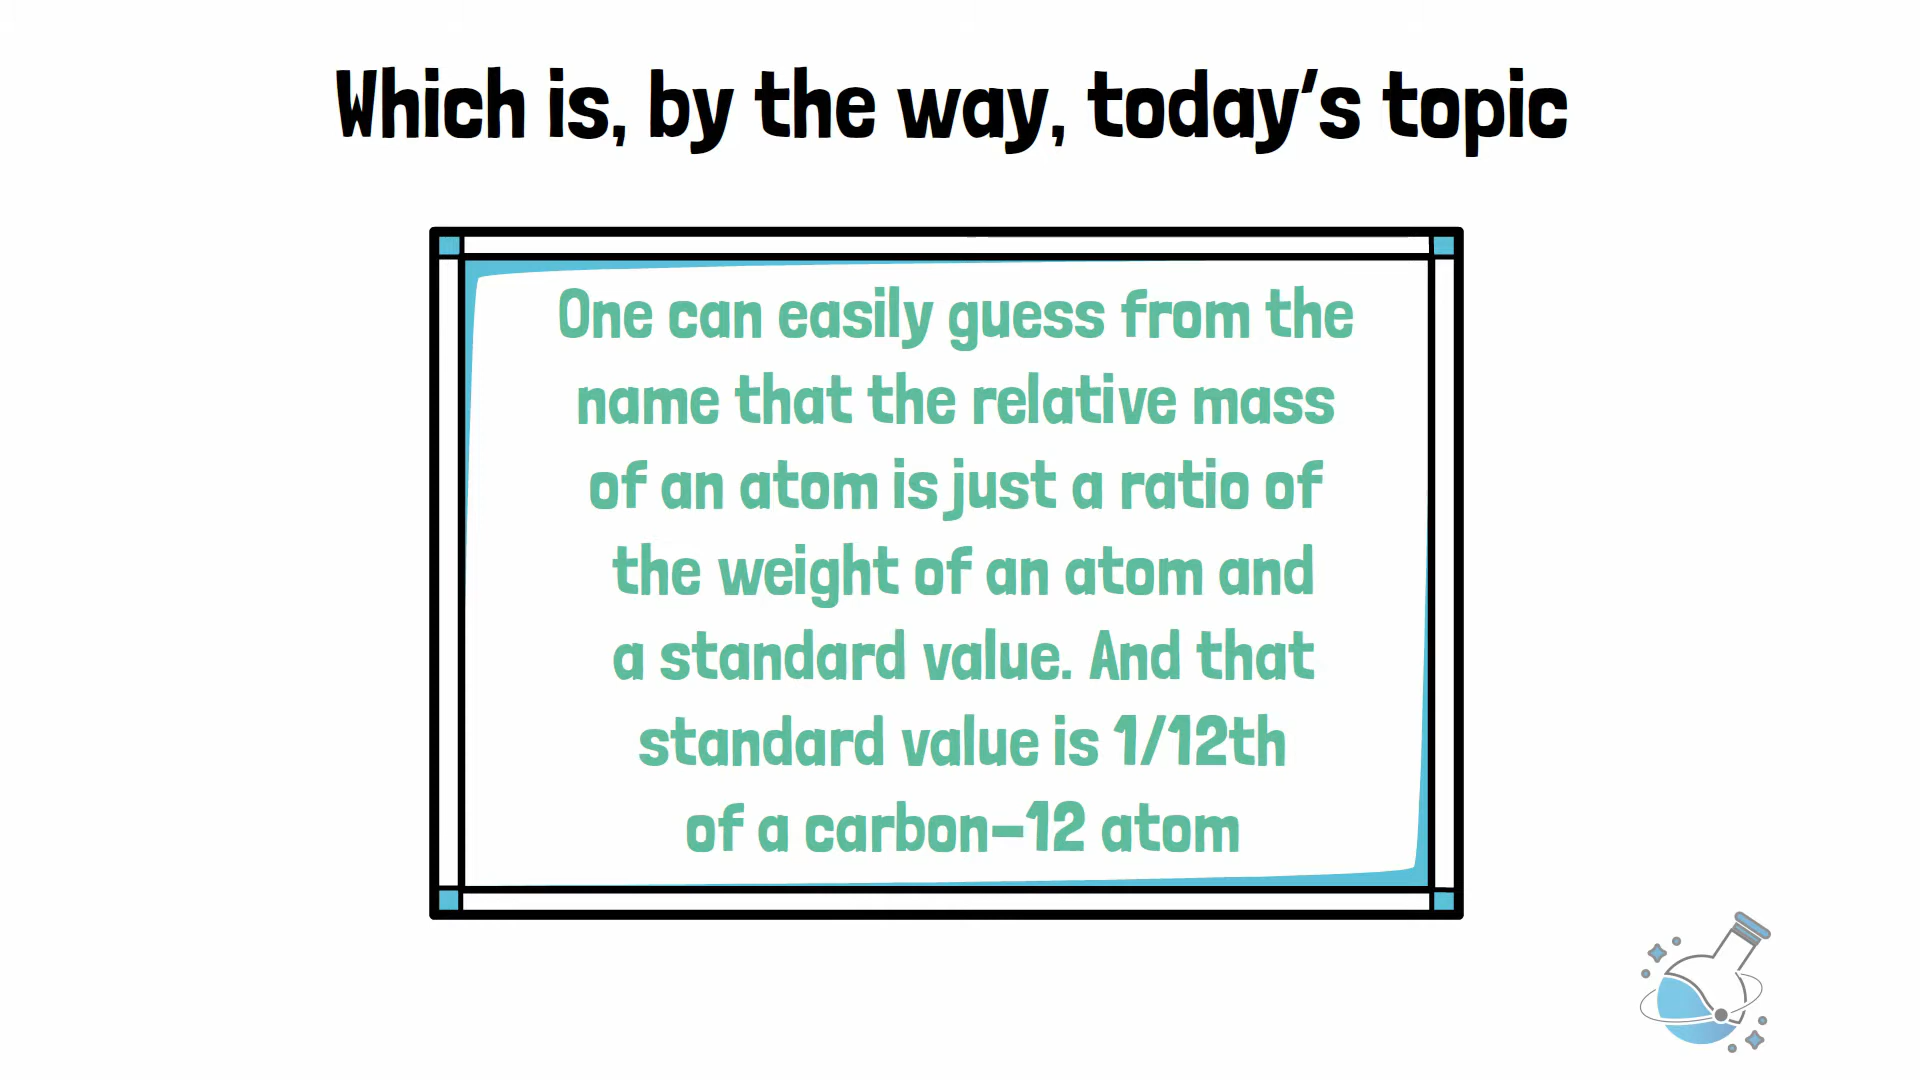 Which is, by the way, today's topic
One can easily guess from the
name that the relative mass
of an atom is just a ratio of
the weight of an atom and
a standard value. And that
standard value is 1/12th
of a carbon-12 atom